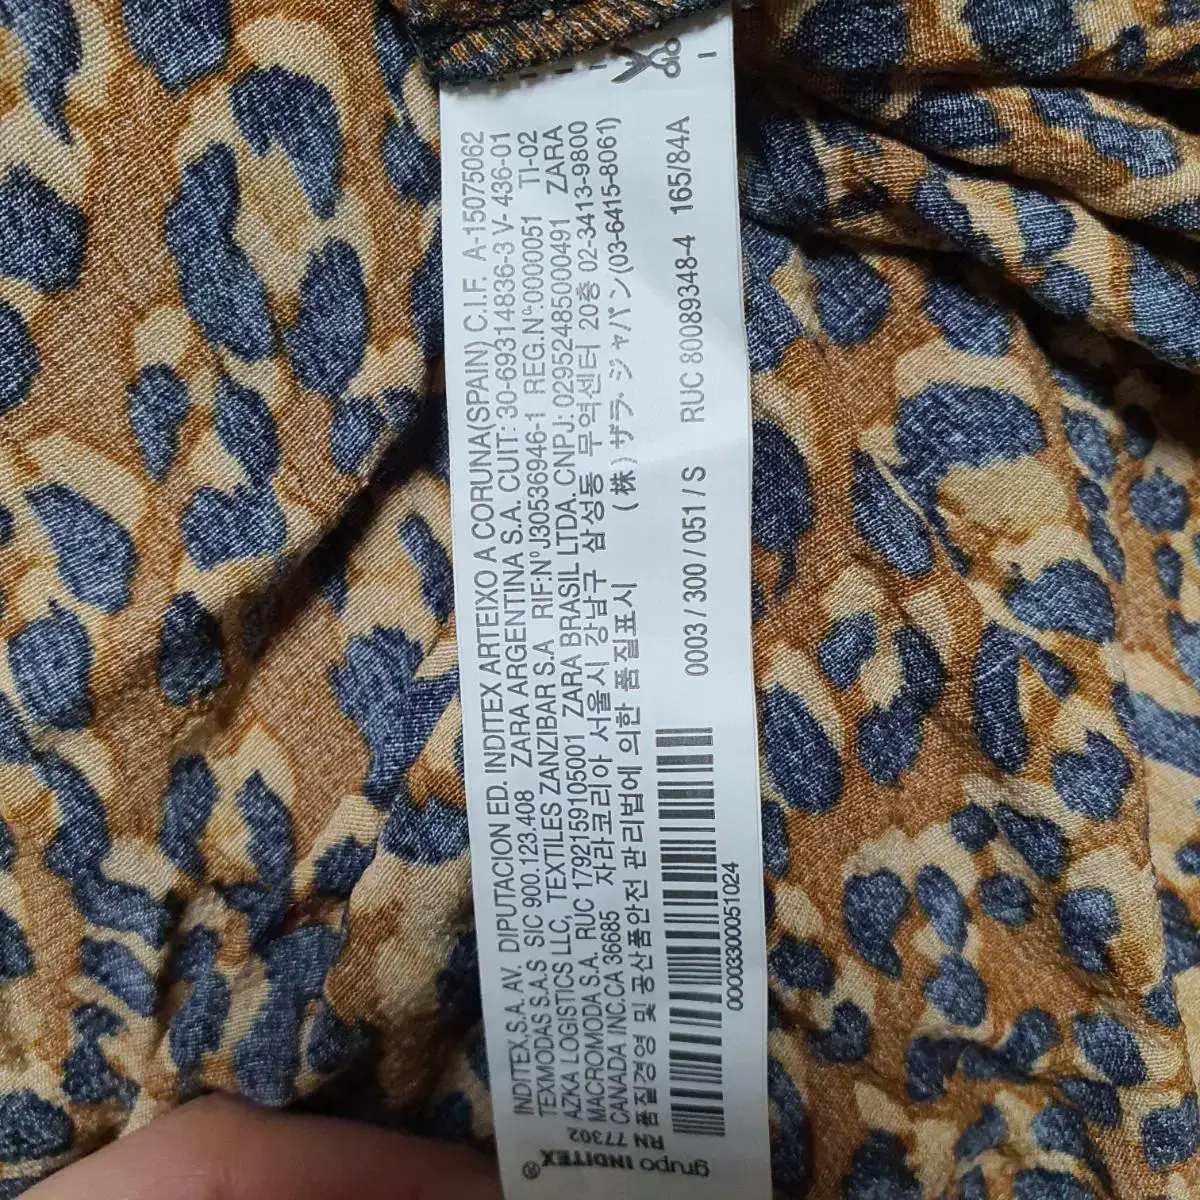 INDITEX,S.A. AV. DIPUTACION ED. INDITEX ARTEIXO A CORUNA(SPAIN) C.I.F. A-15075062
TEXMODAS S.A.S SIC 900.123.408 ZARA ARGENTINA S.A. CUIT: 30-69314836-3 V- 436-01
AZKA LOGISTICS LLC, TEXTILES ZANZIBAR S.A RIF:Nº J30536946-1 REG.Nº:0000051 TI-02
MACROMODA S.A. RUC 1792159105001 ZARA BRASIL LTDA. CNPJ: 02952485000491 ZARA
CANADA INC.CA 36685 자라코리아 서울시 강남구 삼성동 무역센터 20층 02-3413-9800
품질경영 및 공산품안전 관리법에 의한 품질표시 (株)ザラ・ジャパン(03-6415-8061)
RN 77302
0003 / 300 / 051 / S RUC 80089348-4 165/84A
grupo INDITEX®
00003300051024